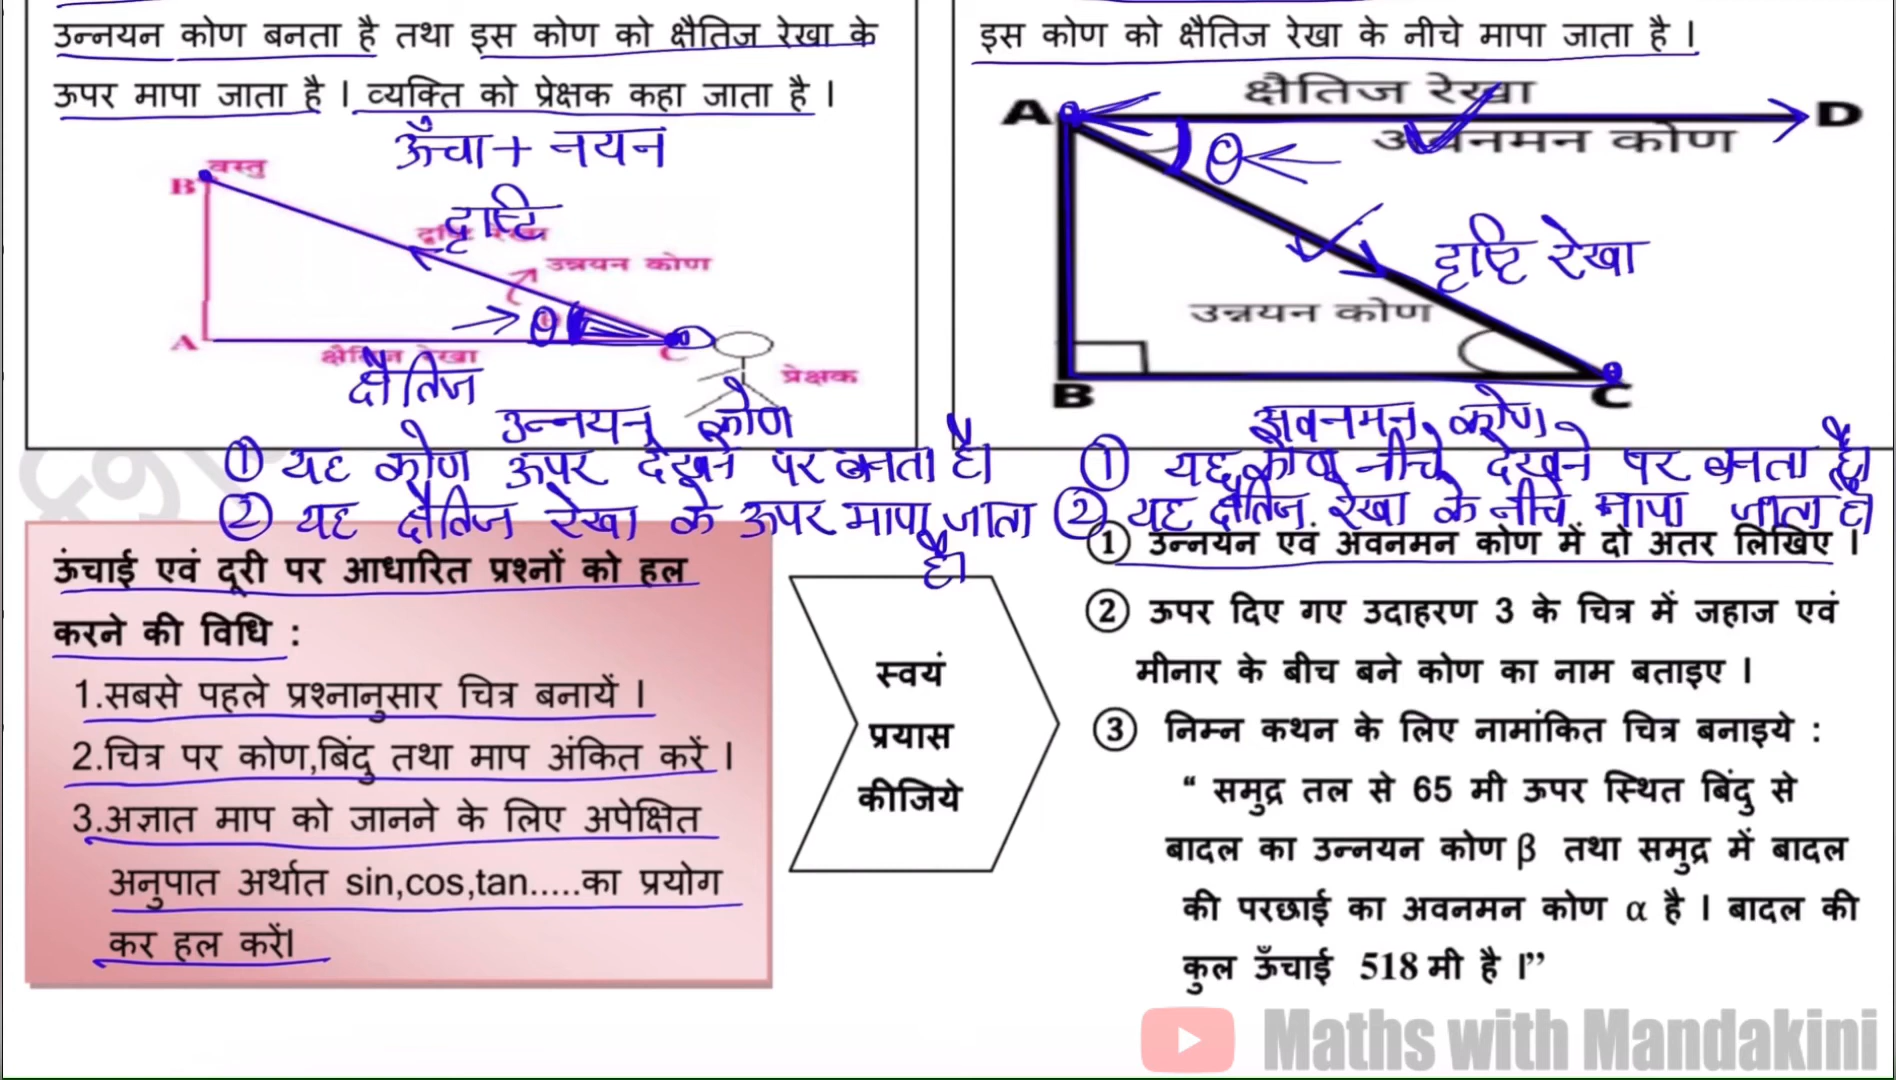 उन्नयन कोण बनता है तथा इस कोण को क्षैतिज रेखा के
ऊपर मापा जाता है । व्यक्ति को प्रेक्षक कहा जाता है ।
ऊँचा + नयन
वस्तु
B
दृष्टि
उन्नयन कोण
θ
A
क्षैतिज रेखा
C
क्षैतिज
प्रेक्षक
उन्नयन कोण
① यह कोण ऊपर देखने पर बनता है।
② यह क्षैतिज रेखा के ऊपर मापा जाता
है।
इस कोण को क्षैतिज रेखा के नीचे मापा जाता है ।
क्षैतिज रेखा
A
D
अवनमन कोण
θ
दृष्टि रेखा
उन्नयन कोण
B
C
अवनमन कोण
① यह कोण नीचे देखने पर बनता है।
② यह क्षैतिज रेखा के नीचे मापा जाता है
ऊंचाई एवं दूरी पर आधारित प्रश्नों को हल
करने की विधि :
1.सबसे पहले प्रश्नानुसार चित्र बनायें ।
2.चित्र पर कोण,बिंदु तथा माप अंकित करें ।
3.अज्ञात माप को जानने के लिए अपेक्षित
अनुपात अर्थात sin,cos,tan.....का प्रयोग
कर हल करें।
स्वयं
प्रयास
कीजिये
① उन्नयन एवं अवनमन कोण में दो अंतर लिखिए ।
② ऊपर दिए गए उदाहरण 3 के चित्र में जहाज एवं
मीनार के बीच बने कोण का नाम बताइए ।
③ निम्न कथन के लिए नामांकित चित्र बनाइये :
“ समुद्र तल से 65 मी ऊपर स्थित बिंदु से
बादल का उन्नयन कोण β तथा समुद्र में बादल
की परछाई का अवनमन कोण α है । बादल की
कुल ऊँचाई 518 मी है ।”
Maths with Mandakini